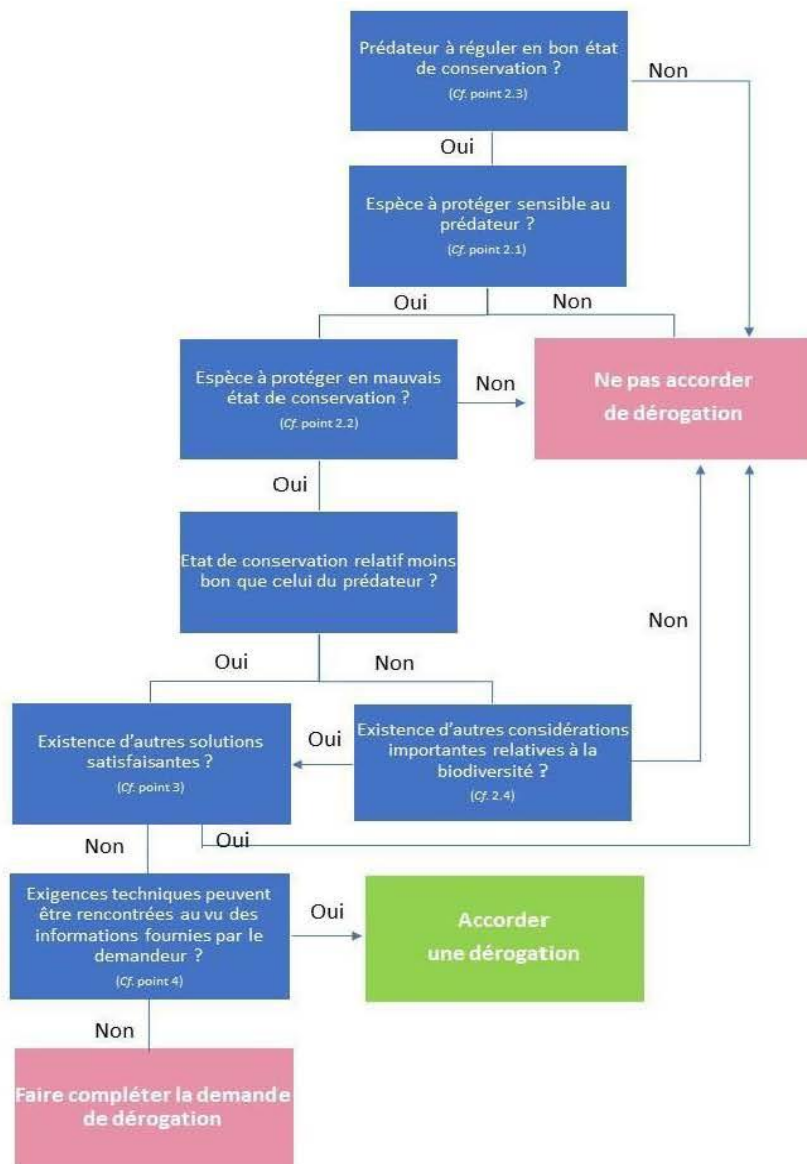 Prédateur à réguler en bon état
de conservation ?
(Cf. point 2.3)
Non
Oui
Espèce à protéger sensible au
prédateur ?
(Cf. point 2.1)
Oui
Non
Espèce à protéger en mauvais
état de conservation ?
(Cf. point 2.2)
Non
Ne pas accorder
de dérogation
Oui
Etat de conservation relatif moins
bon que celui du prédateur ?
Non
Oui
Non
Existence d'autres solutions
satisfaisantes ?
(Cf. point 3)
Oui
Existence d'autres considérations
importantes relatives à la
biodiversité ?
(Cf. 2.4)
Non
Oui
Exigences techniques peuvent
être rencontrées au vu des
informations fournies par le
demandeur ?
(Cf. point 4)
Oui
Accorder
une dérogation
Non
Faire compléter la demande
de dérogation